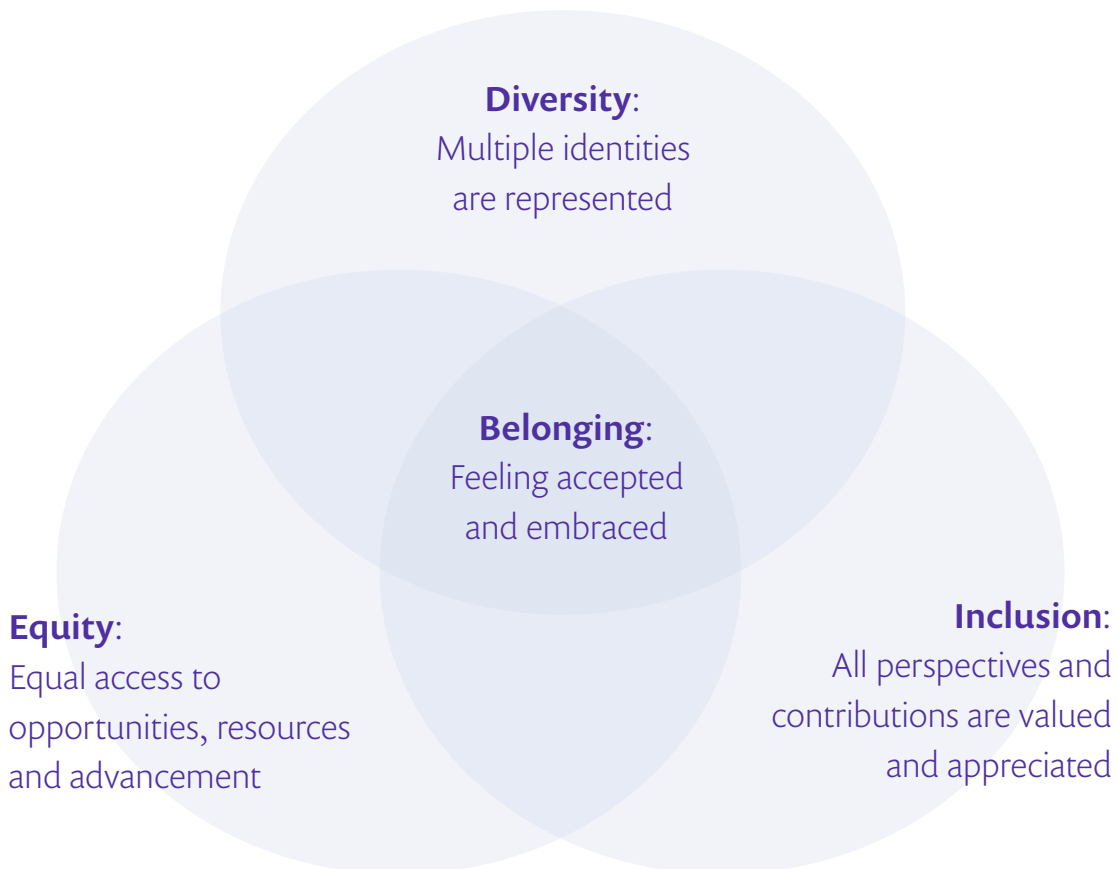 Diversity:
Multiple identities
are represented
Belonging:
Feeling accepted
and embraced
Equity:
Equal access to
opportunities, resources
and advancement
Inclusion:
All perspectives and
contributions are valued
and appreciated